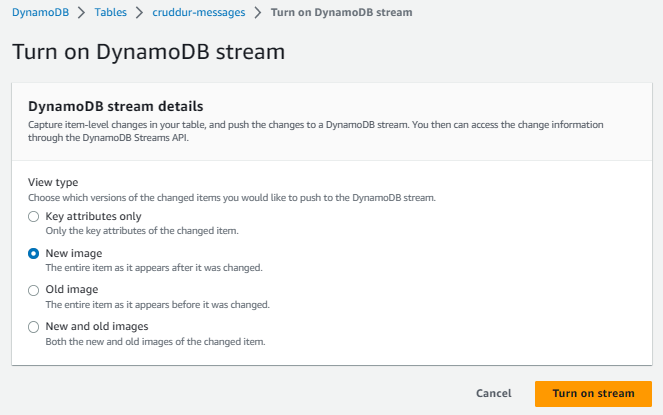 DynamoDB > Tables > cruddur-messages > Turn on DynamoDB stream
Turn on DynamoDB stream
DynamoDB stream details
Capture item-level changes in your table, and push the changes to a DynamoDB stream. You then can access the change information
through the DynamoDB Streams API.
View type
Choose which versions of the changed items you would like to push to the DynamoDB stream.
Key attributes only
Only the key attributes of the changed item.
New image
The entire item as it appears after it was changed.
Old image
The entire item as it appears before it was changed.
New and old images
Both the new and old images of the changed item.
Cancel Turn on stream